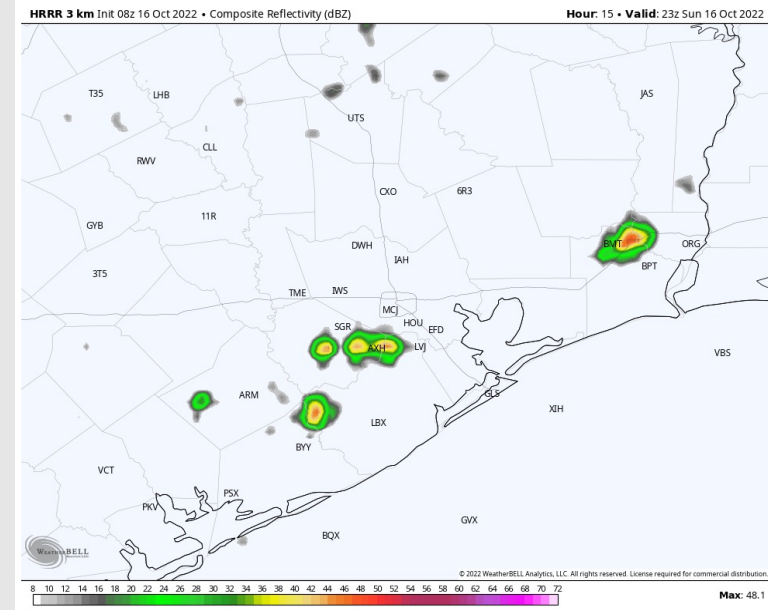 HRRR 3 km Init 08z 16 Oct 2022 • Composite Reflectivity (dBZ)
Hour: 15 • Valid: 23z Sun 16 Oct 2022
T35
LHB
JAS
UTS
CLL
RWV
CXO
6R3
11R
GYB
DWH
BMT
ORG
IAH
BPT
3T5
TME
IWS
MCJ
SGR
HOU
EFD
AXH
LVJ
VBS
ARM
GLS
XIH
LBX
BYY
VCT
PSX
PKV
GVX
BQX
WeatherBELL
© 2022 WeatherBELL Analytics, LLC. All rights reserved. License required for commercial distribution.
8 10 12 14 16 18 20 22 24 26 28 30 32 34 36 38 40 42 44 46 48 50 52 54 56 58 60 62 64 66 68 70 72
Max: 48.1